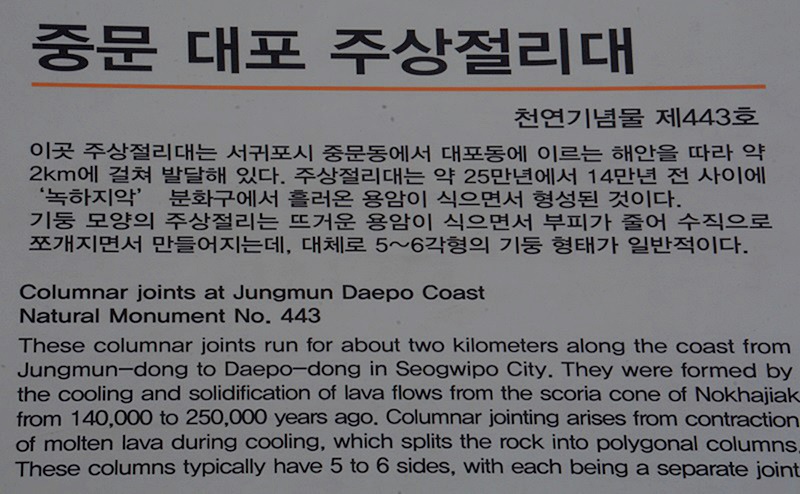 중문 대포 주상절리대
천연기념물 제443호
이곳 주상절리대는 서귀포시 중문동에서 대포동에 이르는 해안을 따라 약
2km에 걸쳐 발달해 있다. 주상절리대는 약 25만년에서 14만년 전 사이에
‘녹하지악’ 분화구에서 흘러온 용암이 식으면서 형성된 것이다.
기둥 모양의 주상절리는 뜨거운 용암이 식으면서 부피가 줄어 수직으로
쪼개지면서 만들어지는데, 대체로 5~6각형의 기둥 형태가 일반적이다.
Columnar joints at Jungmun Daepo Coast
Natural Monument No. 443
These columnar joints run for about two kilometers along the coast from
Jungmun-dong to Daepo-dong in Seogwipo City. They were formed by
the cooling and solidification of lava flows from the scoria cone of Nokhajiak
from 140,000 to 250,000 years ago. Columnar jointing arises from contraction
of molten lava during cooling, which splits the rock into polygonal columns.
These columns typically have 5 to 6 sides, with each being a separate joint